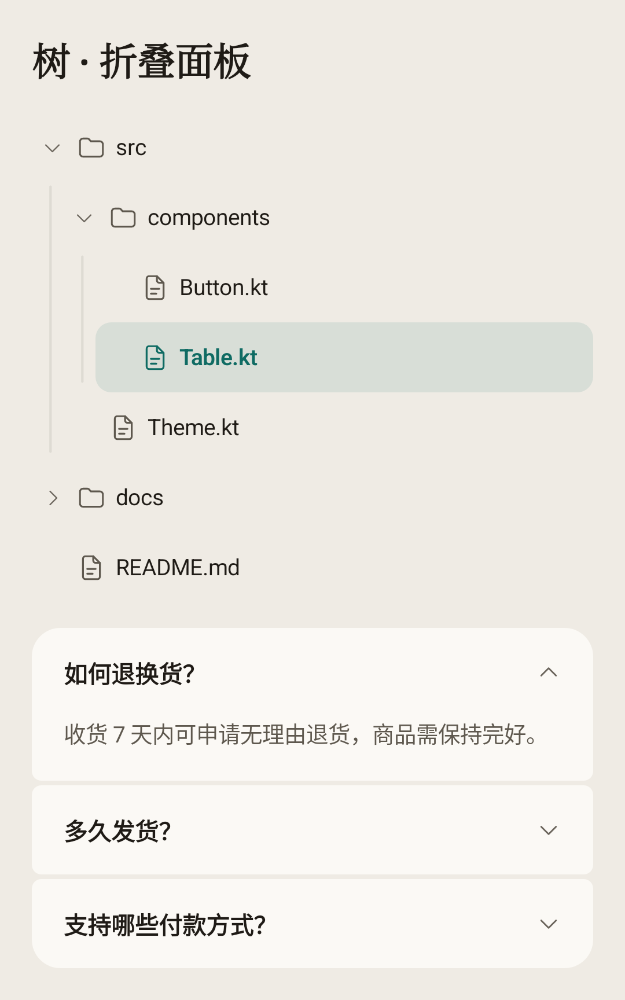 树 · 折叠面板
src
components
Button.kt
Table.kt
Theme.kt
docs
README.md
如何退换货？
收货 7 天内可申请无理由退货，商品需保持完好。
多久发货？
支持哪些付款方式？